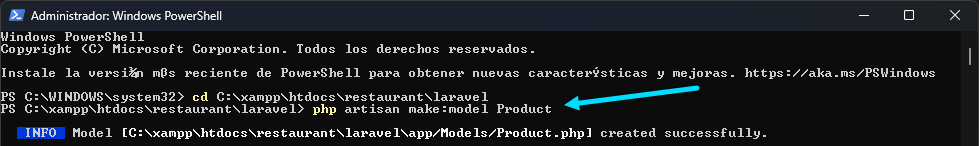 Administrador: Windows PowerShell
Windows PowerShell
Copyright (C) Microsoft Corporation. Todos los derechos reservados.
Instale la versi¾n mßs reciente de PowerShell para obtener nuevas caracterÝsticas y mejoras. https://aka.ms/PSWindows
PS C:\WINDOWS\system32> cd C:\xampp\htdocs\restaurant\laravel
PS C:\xampp\htdocs\restaurant\laravel> php artisan make:model Product
INFO Model [C:\xampp\htdocs\restaurant\laravel\app/Models/Product.php] created successfully.